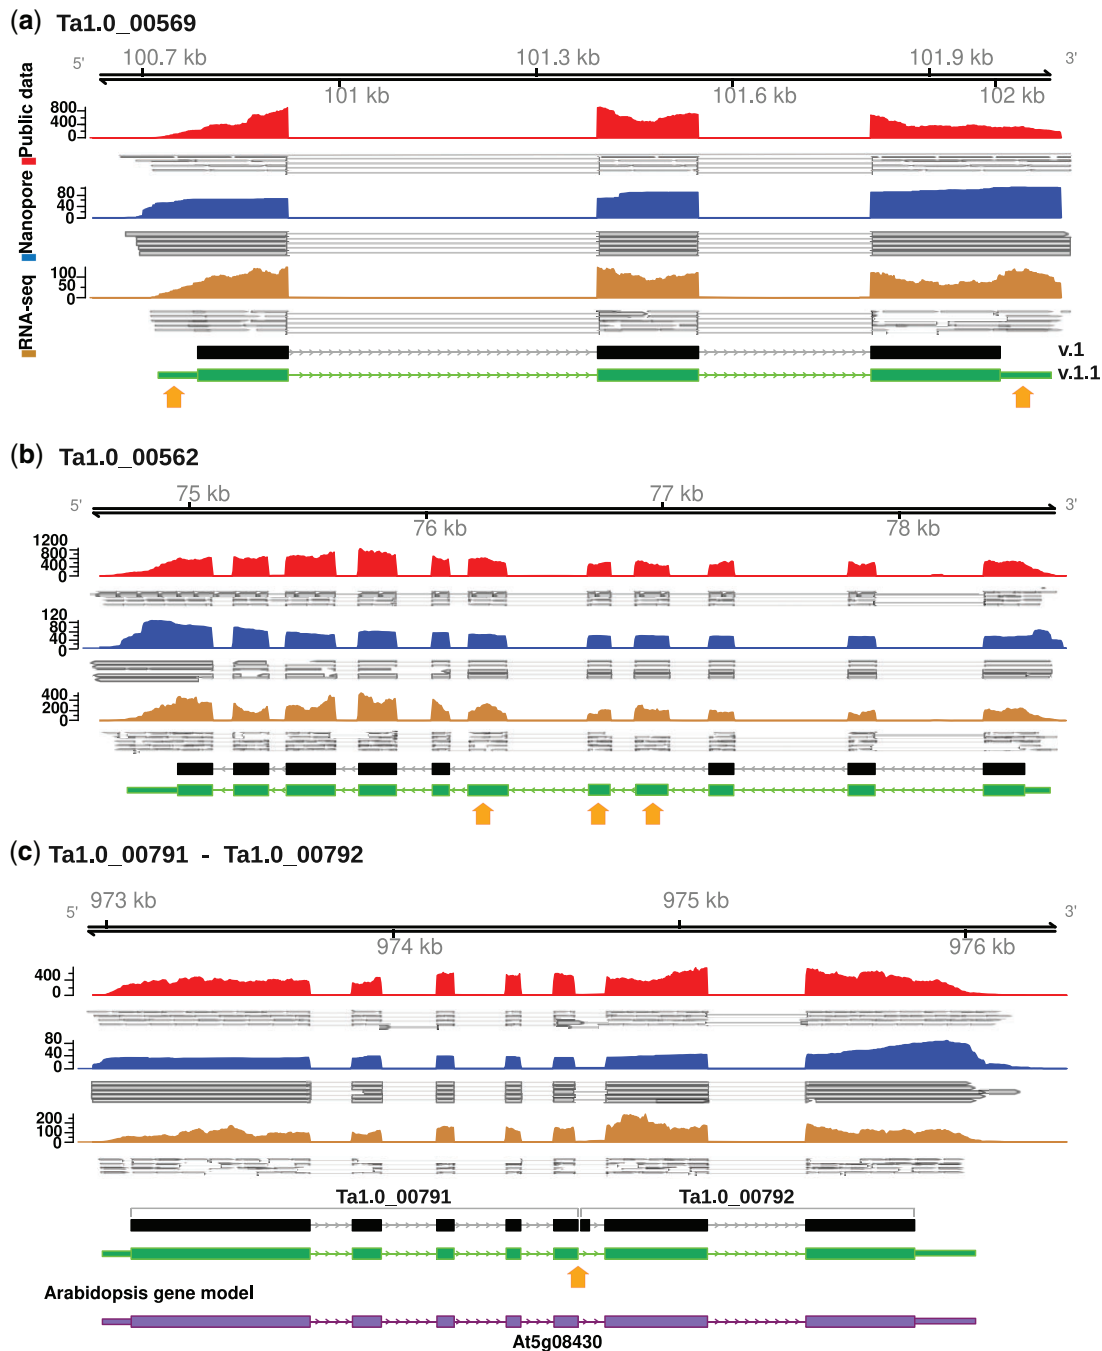 (a) Ta1.0_00569
100.7 kb 101.3 kb 101.9 kb
5' 3'
101 kb 101.6 kb 102 kb
RNA-seq Nanopore Public data
800
400
0
80
40
0
100
50
0
v.1
v.1.1
(b) Ta1.0_00562
75 kb 77 kb
5' 3'
76 kb 78 kb
1200
800
400
0
120
80
40
0
400
200
0
(c) Ta1.0_00791 - Ta1.0_00792
973 kb 975 kb
5' 3'
974 kb 976 kb
400
0
80
40
0
200
100
0
Ta1.0_00791 Ta1.0_00792
Arabidopsis gene model
At5g08430